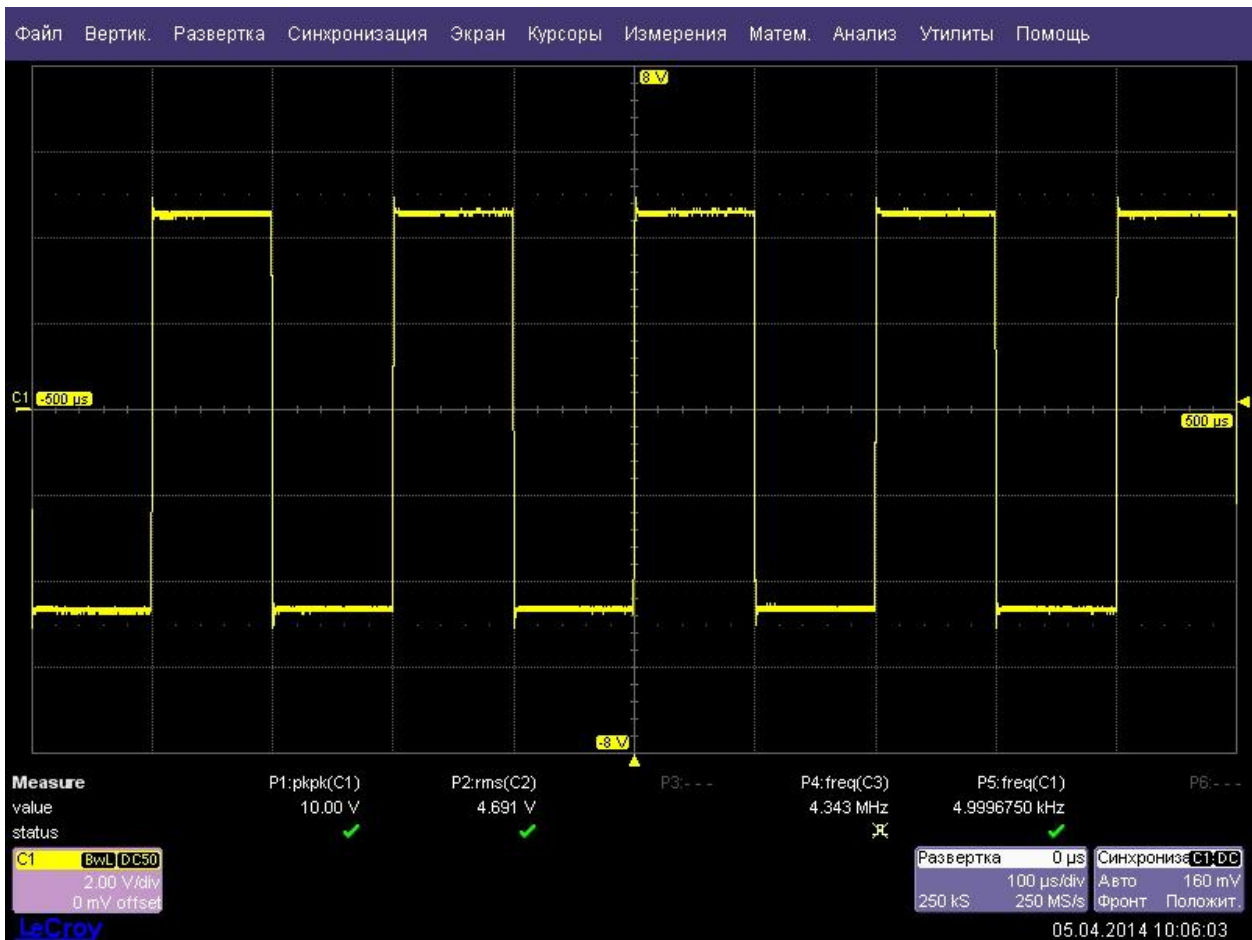 Файл Вертик. Развертка Синхронизация Экран Курсоры Измерения Матем. Анализ Утилиты Помощь
8 V
C1 -500 µs
500 µs
-8 V
Measure P1:pkpk(C1) P2:rms(C2) P3:- - - P4:freq(C3) P5:freq(C1) P6:- - -
value 10.00 V 4.691 V 4.343 MHz 4.9996750 kHz
status
C1 BwL DC50
2.00 V/div
0 mV offset
Развертка 0 µs
100 µs/div
250 kS 250 MS/s
Синхрониза C1:DC
Авто 160 mV
Фронт Положит.
LeCroy
05.04.2014 10:06:03